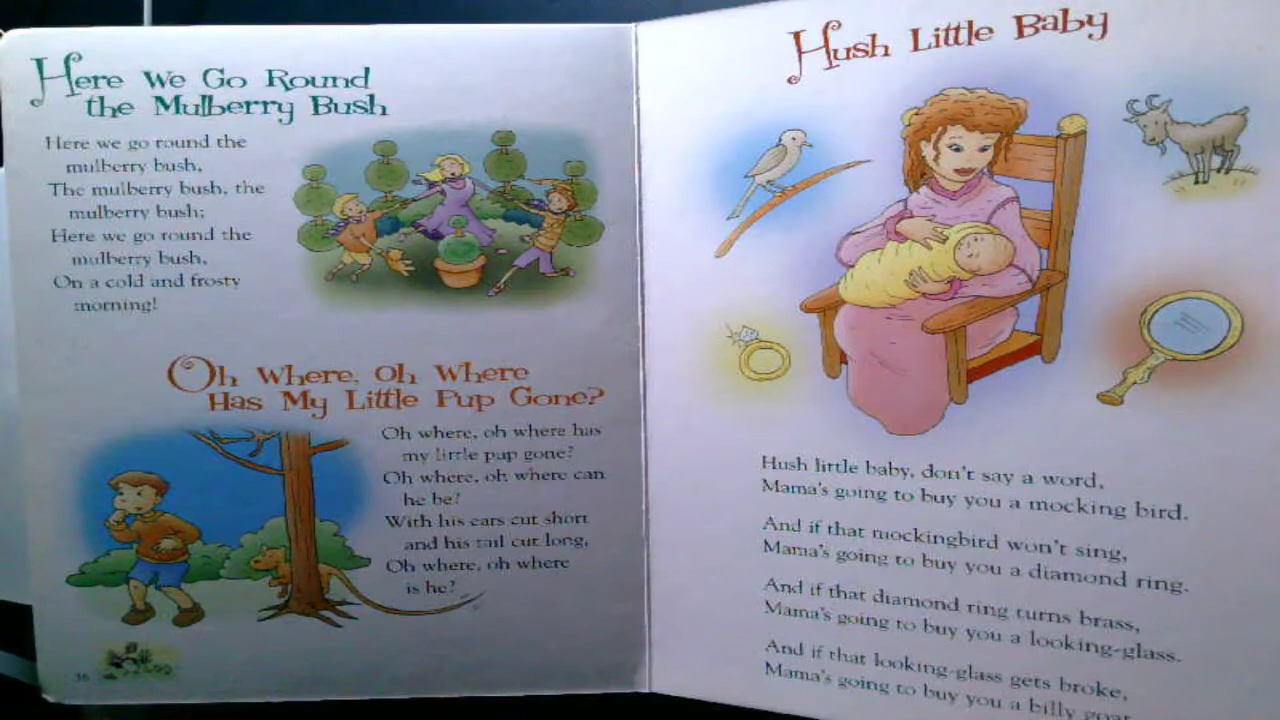 Here We Go Round
the Mulberry Bush
Here we go round the
mulberry bush,
The mulberry bush, the
mulberry bush;
Here we go round the
mulberry bush,
On a cold and frosty
morning!
Oh Where, Oh Where
Has My Little Pup Gone?
Oh where, oh where has
my little pup gone?
Oh where, oh where can
he be?
With his ears cut short
and his tail cut long,
Oh where, oh where
is he?
16
Hush Little Baby
Hush little baby, don't say a word,
Mama's going to buy you a mocking bird.
And if that mockingbird won't sing,
Mama's going to buy you a diamond ring.
And if that diamond ring turns brass,
Mama's going to buy you a looking-glass.
And if that looking-glass gets broke,
Mama's going to buy you a billy goat